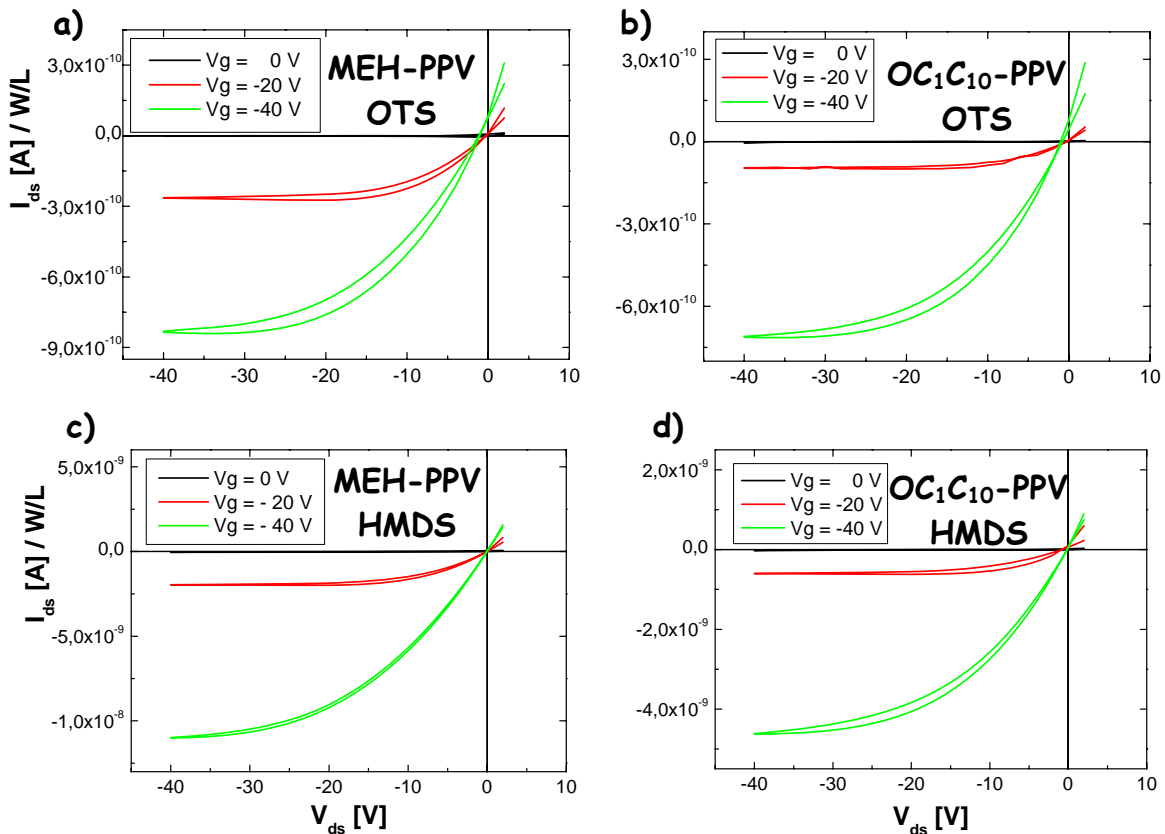 a)
Vg = 0 V
Vg = -20 V
Vg = -40 V
MEH-PPV
OTS
3,0x10⁻¹⁰
0,0
-3,0x10⁻¹⁰
-6,0x10⁻¹⁰
-9,0x10⁻¹⁰
I_ds [A] / W/L
-40 -30 -20 -10 0 10
b)
Vg = 0 V
Vg = -20 V
Vg = -40 V
OC₁C₁₀-PPV
OTS
3,0x10⁻¹⁰
0,0
-3,0x10⁻¹⁰
-6,0x10⁻¹⁰
-40 -30 -20 -10 0 10
c)
Vg = 0 V
Vg = - 20 V
Vg = - 40 V
MEH-PPV
HMDS
5,0x10⁻⁹
0,0
-5,0x10⁻⁹
-1,0x10⁻⁸
I_ds [A] / W/L
-40 -30 -20 -10 0 10
V_ds [V]
d)
Vg = 0 V
Vg = -20 V
Vg = -40 V
OC₁C₁₀-PPV
HMDS
2,0x10⁻⁹
0,0
-2,0x10⁻⁹
-4,0x10⁻⁹
-40 -30 -20 -10 0 10
V_ds [V]